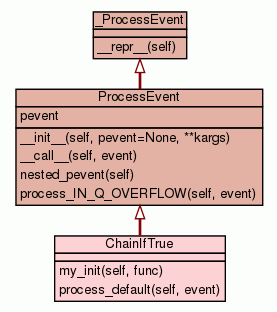 _ProcessEvent
__repr__(self)
ProcessEvent
pevent
__init__(self, pevent=None, **kargs)
__call__(self, event)
nested_pevent(self)
process_IN_Q_OVERFLOW(self, event)
ChainIfTrue
my_init(self, func)
process_default(self, event)